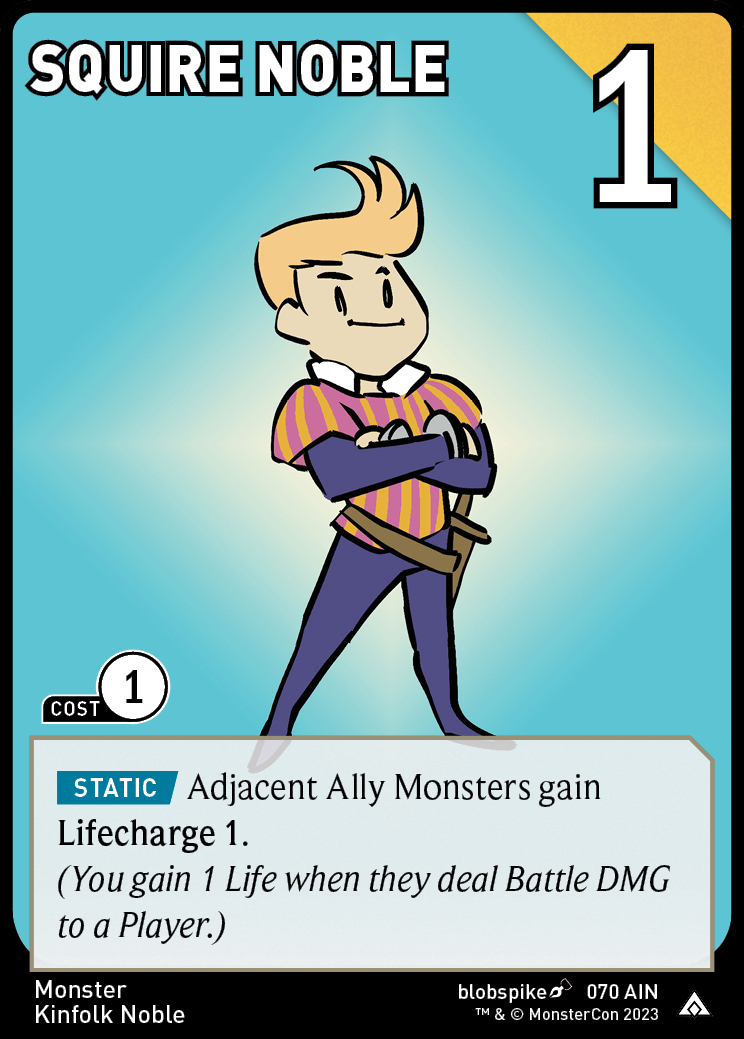 SQUIRE NOBLE
1
COST 1
STATIC Adjacent Ally Monsters gain
Lifecharge 1.
(You gain 1 Life when they deal Battle DMG
to a Player.)
Monster
Kinfolk Noble
blobspike 070 AIN
™ & © MonsterCon 2023